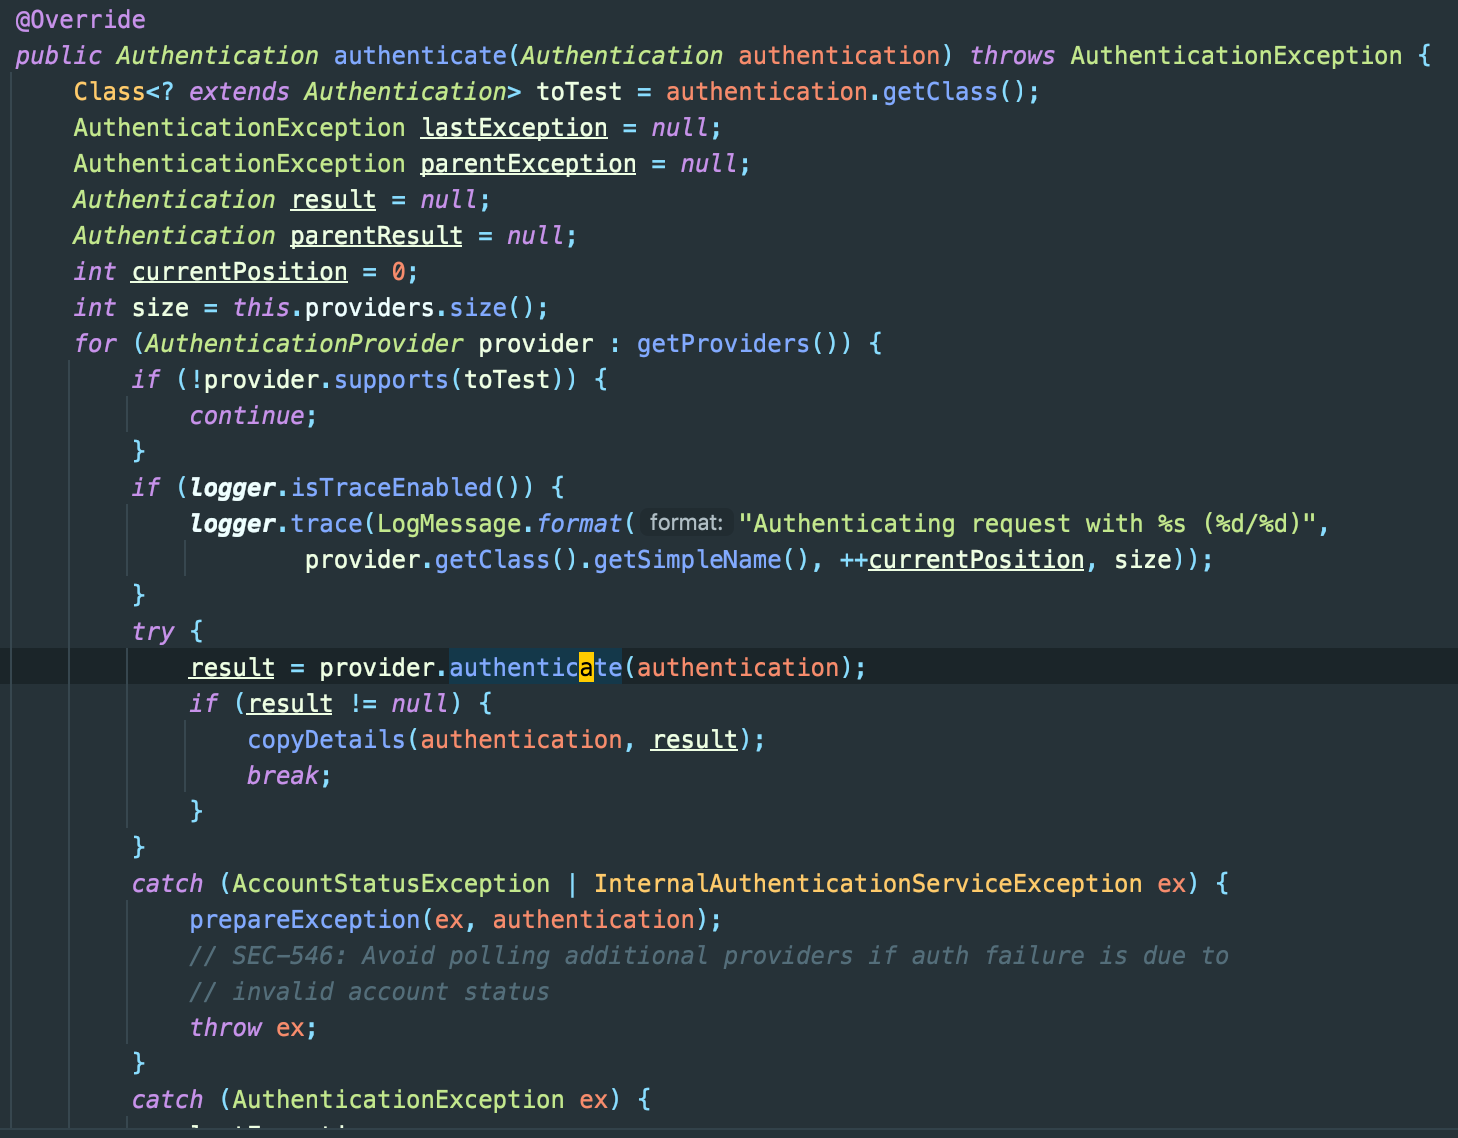 @Override
public Authentication authenticate(Authentication authentication) throws AuthenticationException {
Class<? extends Authentication> toTest = authentication.getClass();
AuthenticationException lastException = null;
AuthenticationException parentException = null;
Authentication result = null;
Authentication parentResult = null;
int currentPosition = 0;
int size = this.providers.size();
for (AuthenticationProvider provider : getProviders()) {
if (!provider.supports(toTest)) {
continue;
}
if (logger.isTraceEnabled()) {
logger.trace(LogMessage.format( format: "Authenticating request with %s (%d/%d)",
provider.getClass().getSimpleName(), ++currentPosition, size));
}
try {
result = provider.authenticate(authentication);
if (result != null) {
copyDetails(authentication, result);
break;
}
}
catch (AccountStatusException | InternalAuthenticationServiceException ex) {
prepareException(ex, authentication);
// SEC-546: Avoid polling additional providers if auth failure is due to
// invalid account status
throw ex;
}
catch (AuthenticationException ex) {